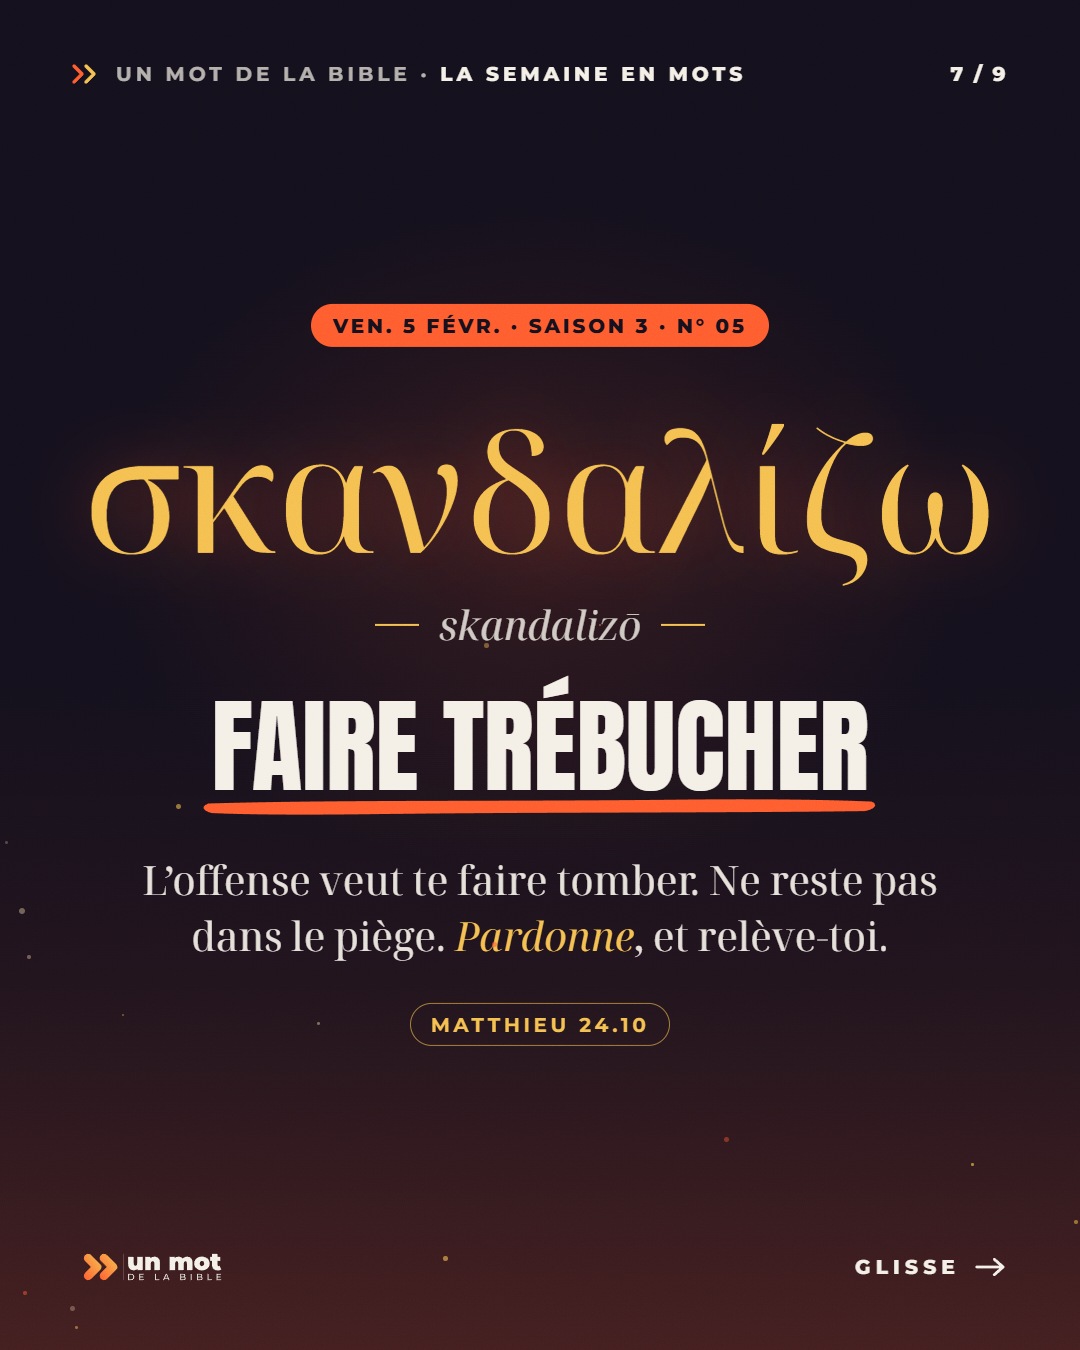 UN MOT DE LA BIBLE · LA SEMAINE EN MOTS
7 / 9
VEN. 5 FÉVR. · SAISON 3 · N° 05
σκανδαλίζω
skandalizō
FAIRE TRÉBUCHER
L’offense veut te faire tomber. Ne reste pas
dans le piège. Pardonne, et relève-toi.
MATTHIEU 24.10
un mot
DE LA BIBLE
GLISSE →